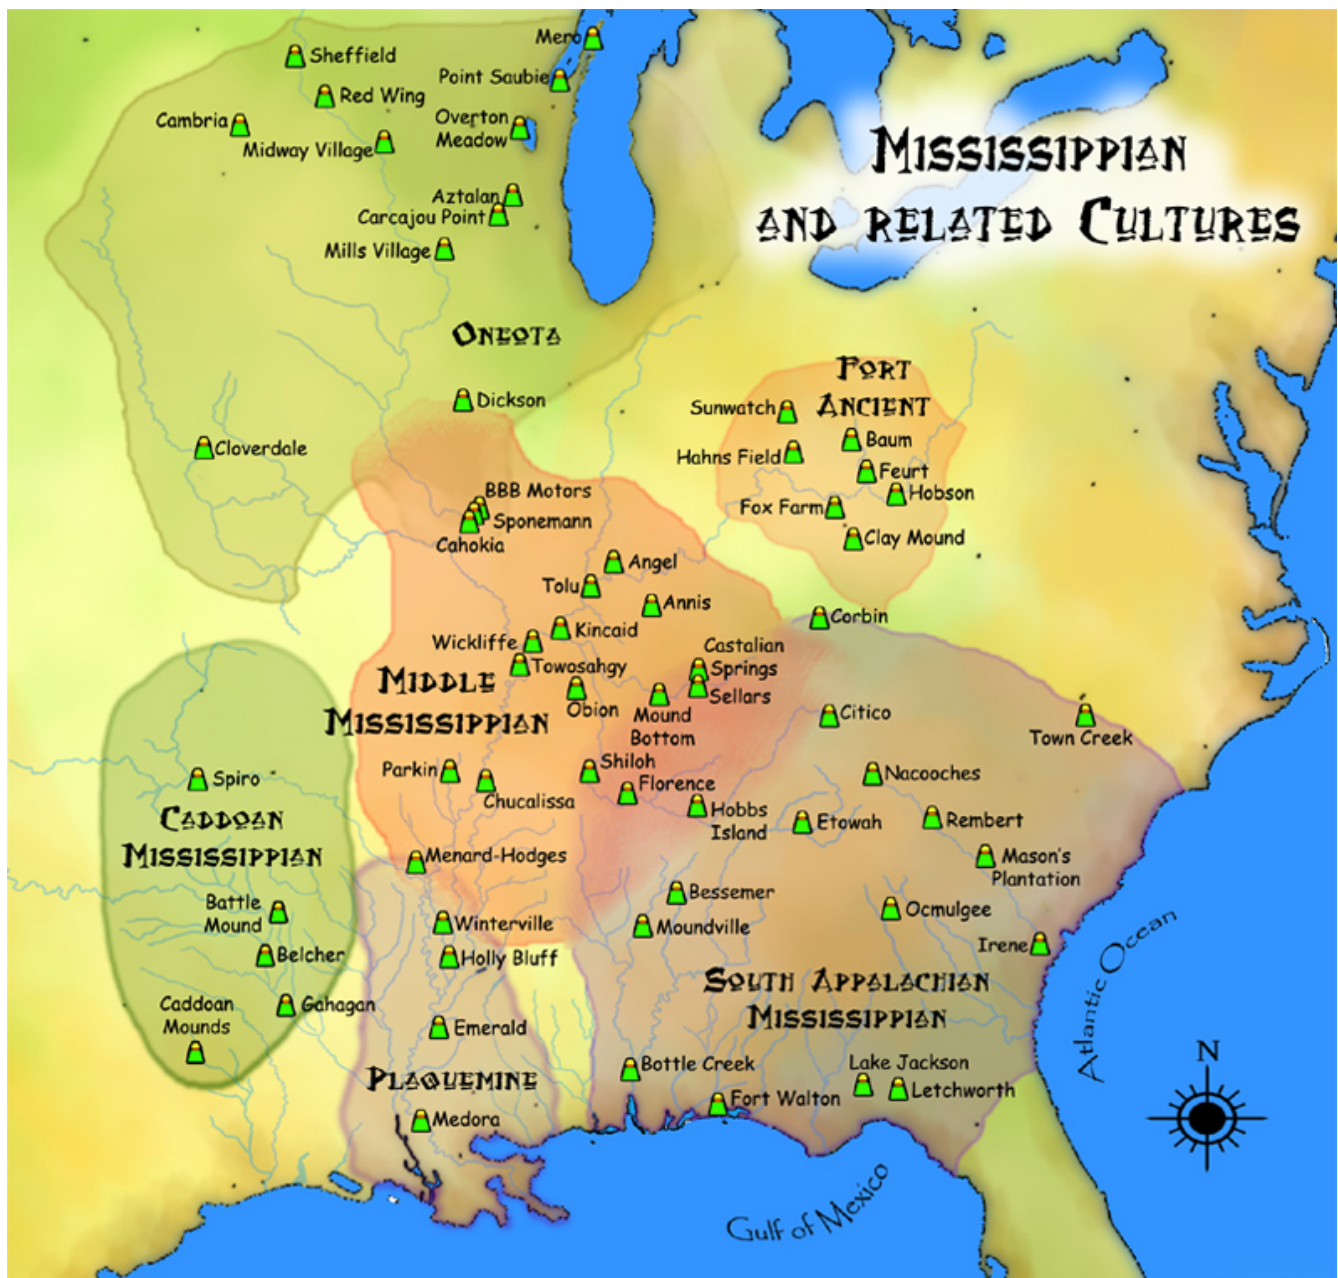 Mero
Sheffield
Point Saubie
Red Wing
Overton
Meadow
Cambria
Midway Village
MISSISSIPPIAN
AND RELATED CULTURES
Aztalan
Carcajou Point
Mills Village
ONEOTA
FORT
ANCIENT
Dickson
Sunwatch
Baum
Cloverdale
Hahns Field
Feurt
BBB Motors
Hobson
Fox Farm
Sponemann
Cahokia
Clay Mound
Angel
Tolu
Annis
Corbin
Kincaid
Wickliffe
Castalian
Springs
Towosahgy
MIDDLE
MISSISSIPPIAN
Sellars
Obion
Mound
Bottom
Citico
Town Creek
Parkin
Shiloh
Spiro
Chucalissa
Florence
Nacooches
Hobbs
Island
CADDOAN
MISSISSIPPIAN
Etowah
Rembert
Menard-Hodges
Mason's
Plantation
Bessemer
Battle
Mound
Winterville
Moundville
Ocmulgee
Irene
Belcher
Holly Bluff
SOUTH APPALACHIAN
MISSISSIPPIAN
Atlantic Ocean
Caddoan
Mounds
Gahagan
Emerald
N
PLAQUEMINE
Bottle Creek
Lake Jackson
Letchworth
Fort Walton
Medora
Gulf of Mexico